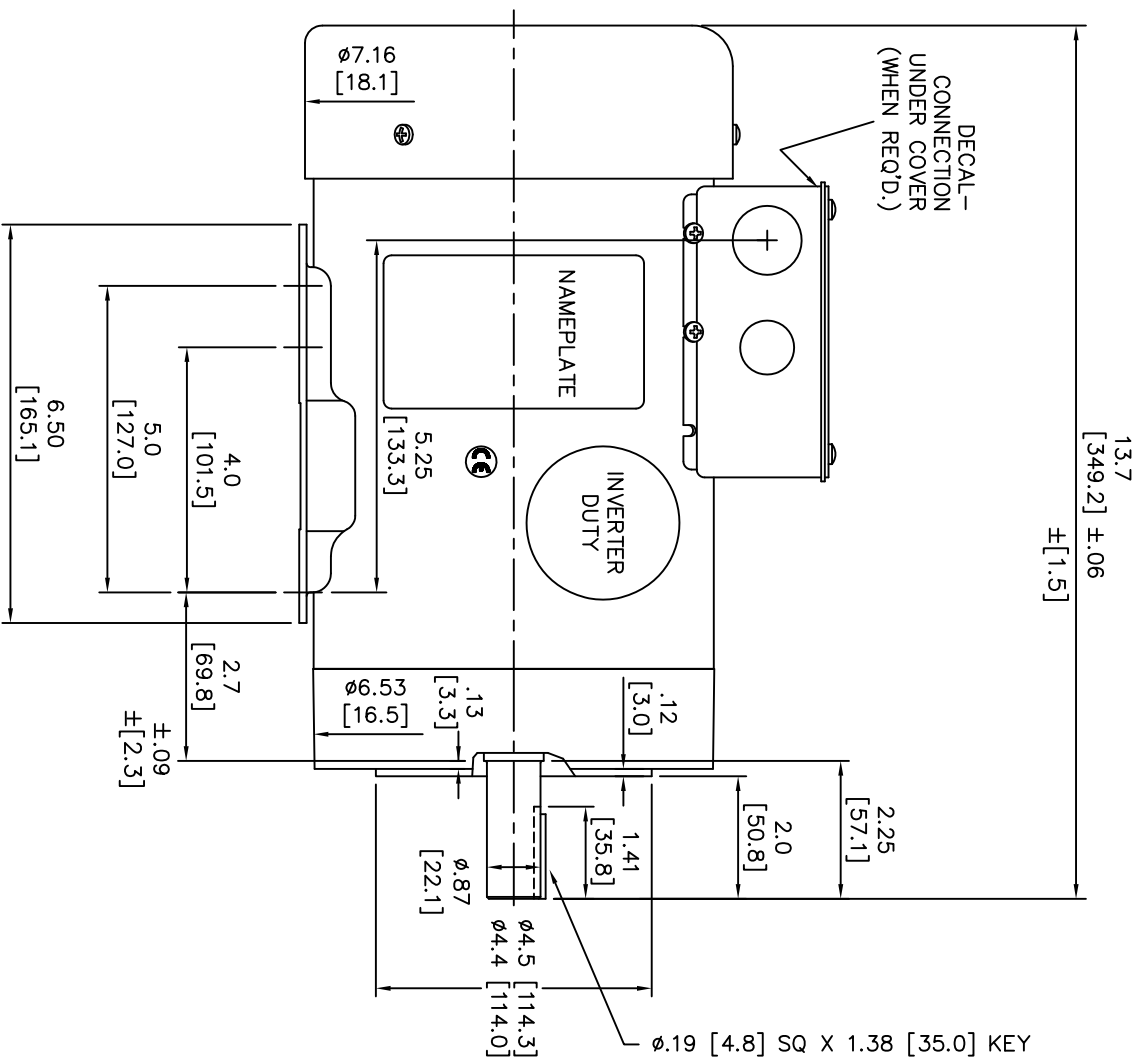 13.7
[349.2] ±.06
±[1.5]
DECAL-
CONNECTION
UNDER COVER
(WHEN REQ'D.)
ø7.16
[18.1]
NAMEPLATE
INVERTER
DUTY
CE
5.25
[133.3]
4.0
[101.5]
5.0
[127.0]
6.50
[165.1]
2.7
[69.8]
±.09
±[2.3]
ø6.53
[16.5]
.13
[3.3]
.12
[3.0]
2.25
[57.1]
2.0
[50.8]
1.41
[35.8]
ø.87
[22.1]
ø4.5 [114.3]
ø4.4 [114.0]
ø.19 [4.8] SQ X 1.38 [35.0] KEY